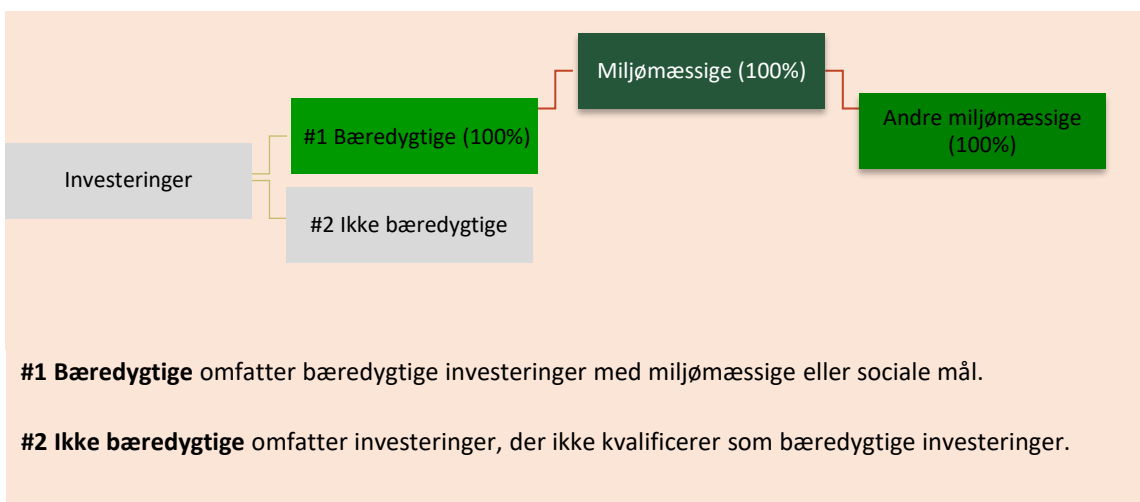 Miljømæssige (100%)
#1 Bæredygtige (100%)
Andre miljømæssige
(100%)
Investeringer
#2 Ikke bæredygtige
#1 Bæredygtige omfatter bæredygtige investeringer med miljømæssige eller sociale mål.
#2 Ikke bæredygtige omfatter investeringer, der ikke kvalificerer som bæredygtige investeringer.